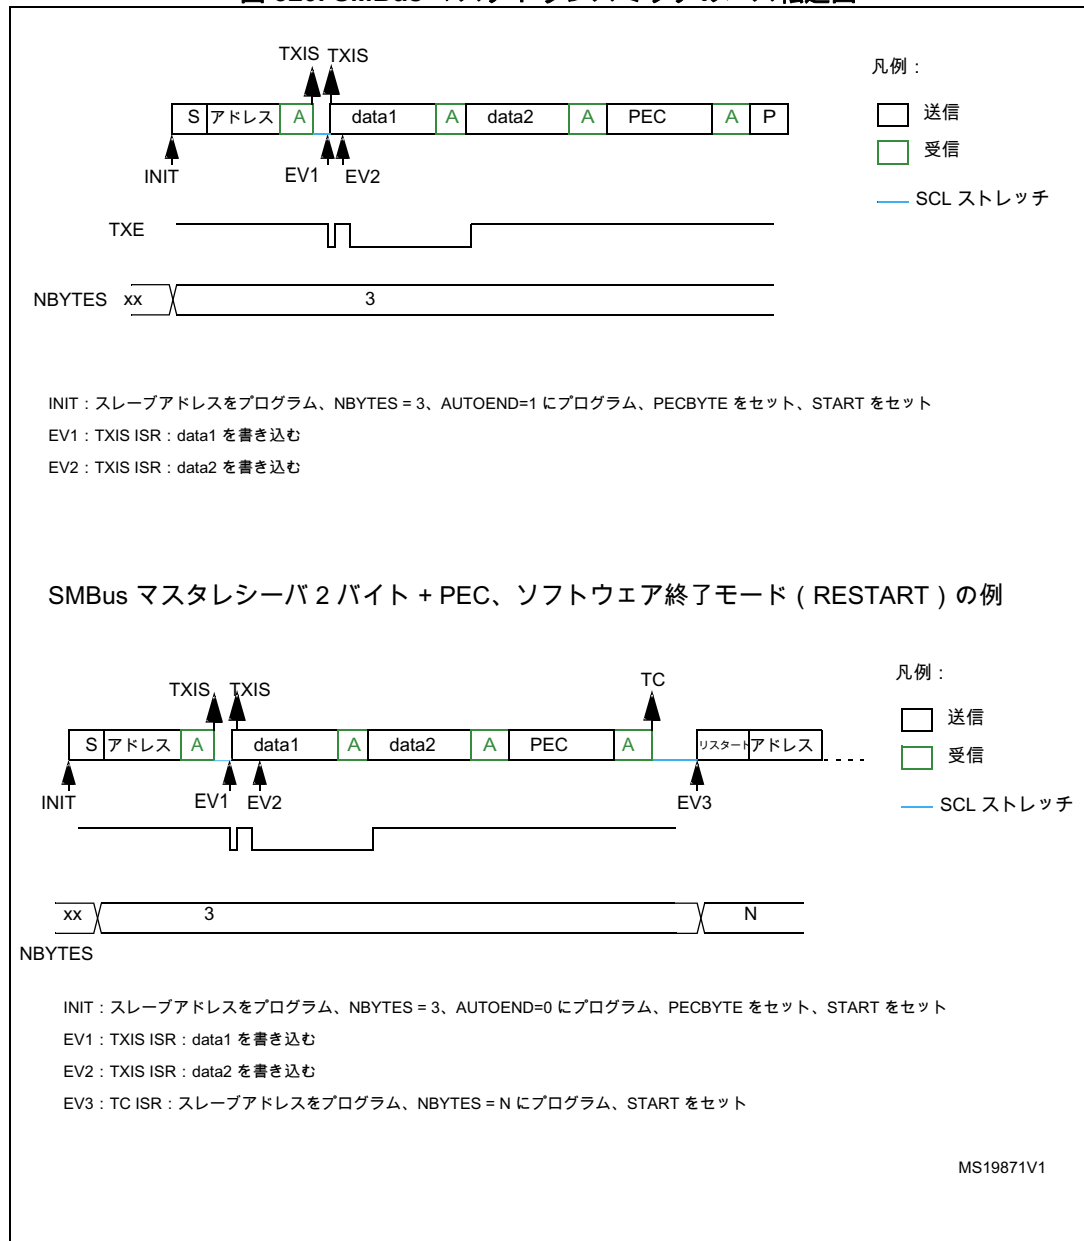 TXIS TXIS
凡例：
S アドレス A data1 A data2 A PEC A P
送信
受信
INIT EV1 EV2
SCL ストレッチ
TXE
NBYTES xx 3
INIT：スレーブアドレスをプログラム、NBYTES = 3、AUTOEND=1 にプログラム、PECBYTE をセット、START をセット
EV1：TXIS ISR：data1 を書き込む
EV2：TXIS ISR：data2 を書き込む
SMBus マスタレシーバ 2 バイト + PEC、ソフトウェア終了モード（RESTART）の例
TXIS TXIS TC
凡例：
送信
S アドレス A data1 A data2 A PEC A リスタート アドレス
受信
INIT EV1 EV2 EV3
SCL ストレッチ
xx 3 N
NBYTES
INIT：スレーブアドレスをプログラム、NBYTES = 3、AUTOEND=0 にプログラム、PECBYTE をセット、START をセット
EV1：TXIS ISR：data1 を書き込む
EV2：TXIS ISR：data2 を書き込む
EV3：TC ISR：スレーブアドレスをプログラム、NBYTES = N にプログラム、START をセット
MS19871V1